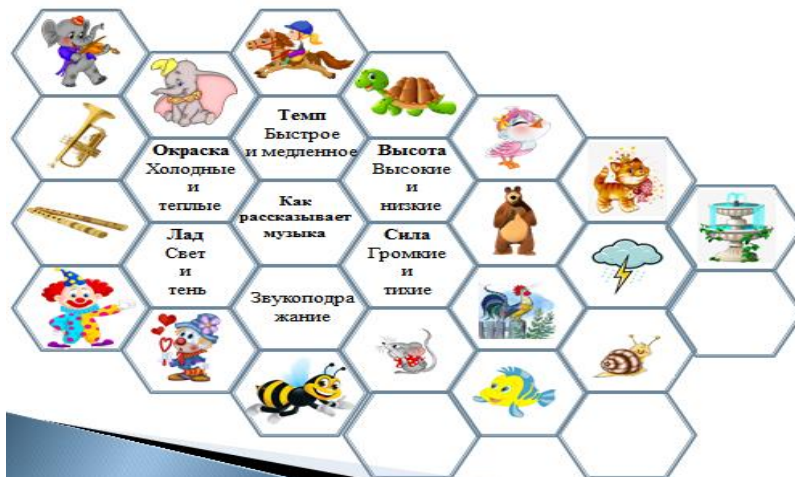 Темп
Быстрое
и медленное
Окраска
Холодные
и
теплые
Высота
Высокие
и
низкие
Как
рассказывает
музыка
Лад
Свет
и
тень
Сила
Громкие
и
тихие
Звукоподра
жание